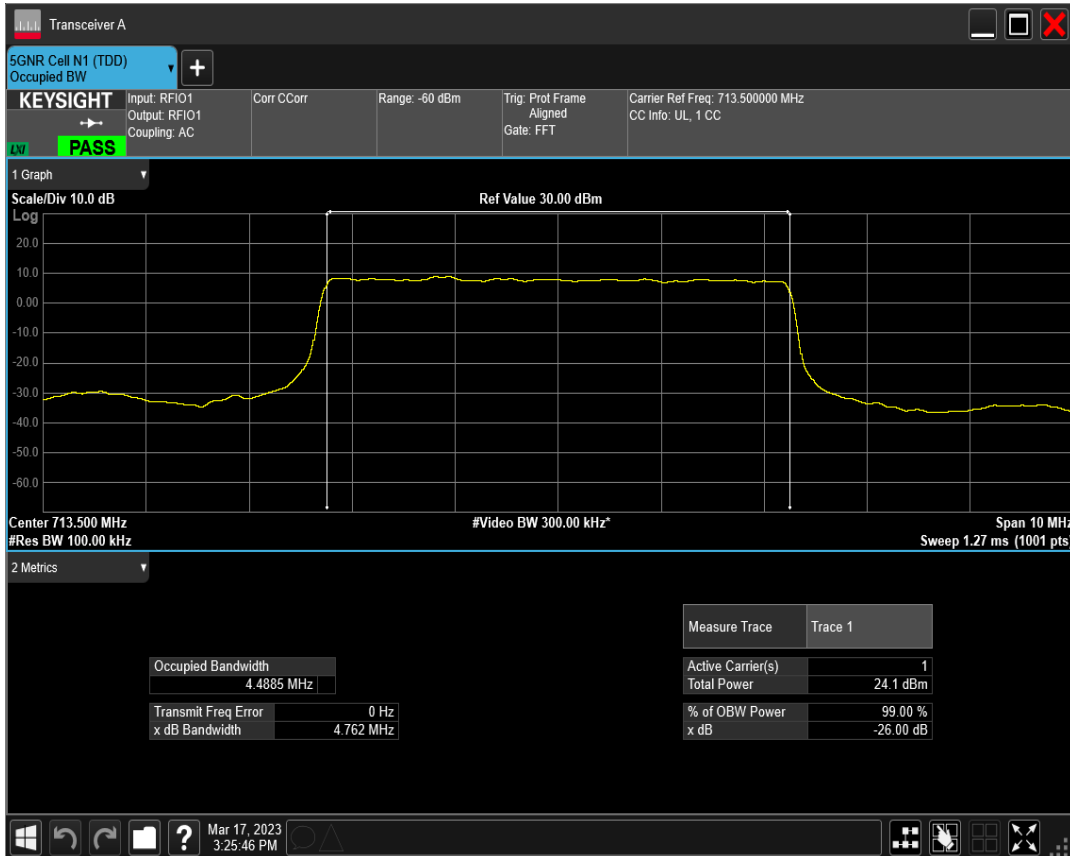 Transceiver A
5GNR Cell N1 (TDD)
Occupied BW
+
KEYSIGHT
LXI
PASS
Input: RFIO1
Output: RFIO1
Coupling: AC
Corr CCorr
Range: -60 dBm
Trig: Prot Frame
Aligned
Gate: FFT
Carrier Ref Freq: 713.500000 MHz
CC Info: UL, 1 CC
1 Graph
Scale/Div 10.0 dB
Ref Value 30.00 dBm
Log
20.0
10.0
0.00
-10.0
-20.0
-30.0
-40.0
-50.0
-60.0
Center 713.500 MHz
#Video BW 300.00 kHz*
Span 10 MHz
#Res BW 100.00 kHz
Sweep 1.27 ms (1001 pts)
2 Metrics
Measure Trace Trace 1
Occupied Bandwidth
4.4885 MHz
Active Carrier(s) 1
Total Power 24.1 dBm
Transmit Freq Error 0 Hz
x dB Bandwidth 4.762 MHz
% of OBW Power 99.00 %
x dB -26.00 dB
?
Mar 17, 2023
3:25:46 PM